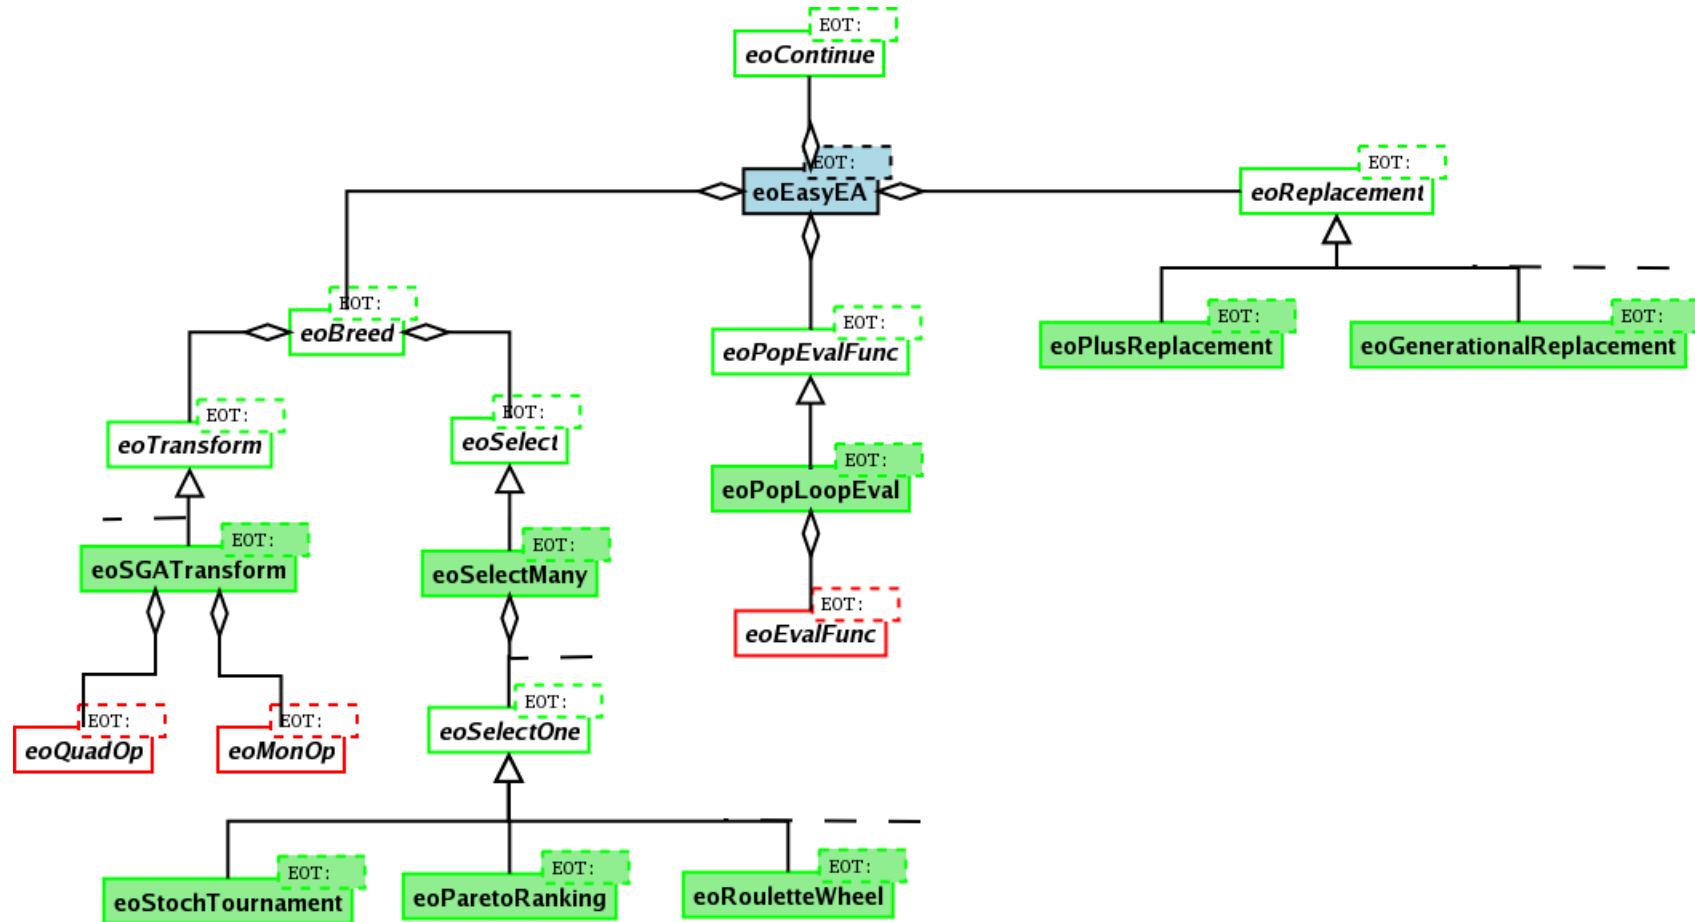 EOT:
eoContinue
EOT:
eoEasyEA
EOT:
eoReplacement
EOT:
eoBreed
EOT:
eoPopEvalFunc
EOT:
eoPlusReplacement
EOT:
eoGenerationalReplacement
EOT:
eoTransform
EOT:
eoSelect
EOT:
eoPopLoopEval
EOT:
eoSGATransform
EOT:
eoSelectMany
EOT:
eoEvalFunc
EOT:
eoQuadOp
EOT:
eoMonOp
EOT:
eoSelectOne
EOT:
eoStochTournament
EOT:
eoParetoRanking
EOT:
eoRouletteWheel